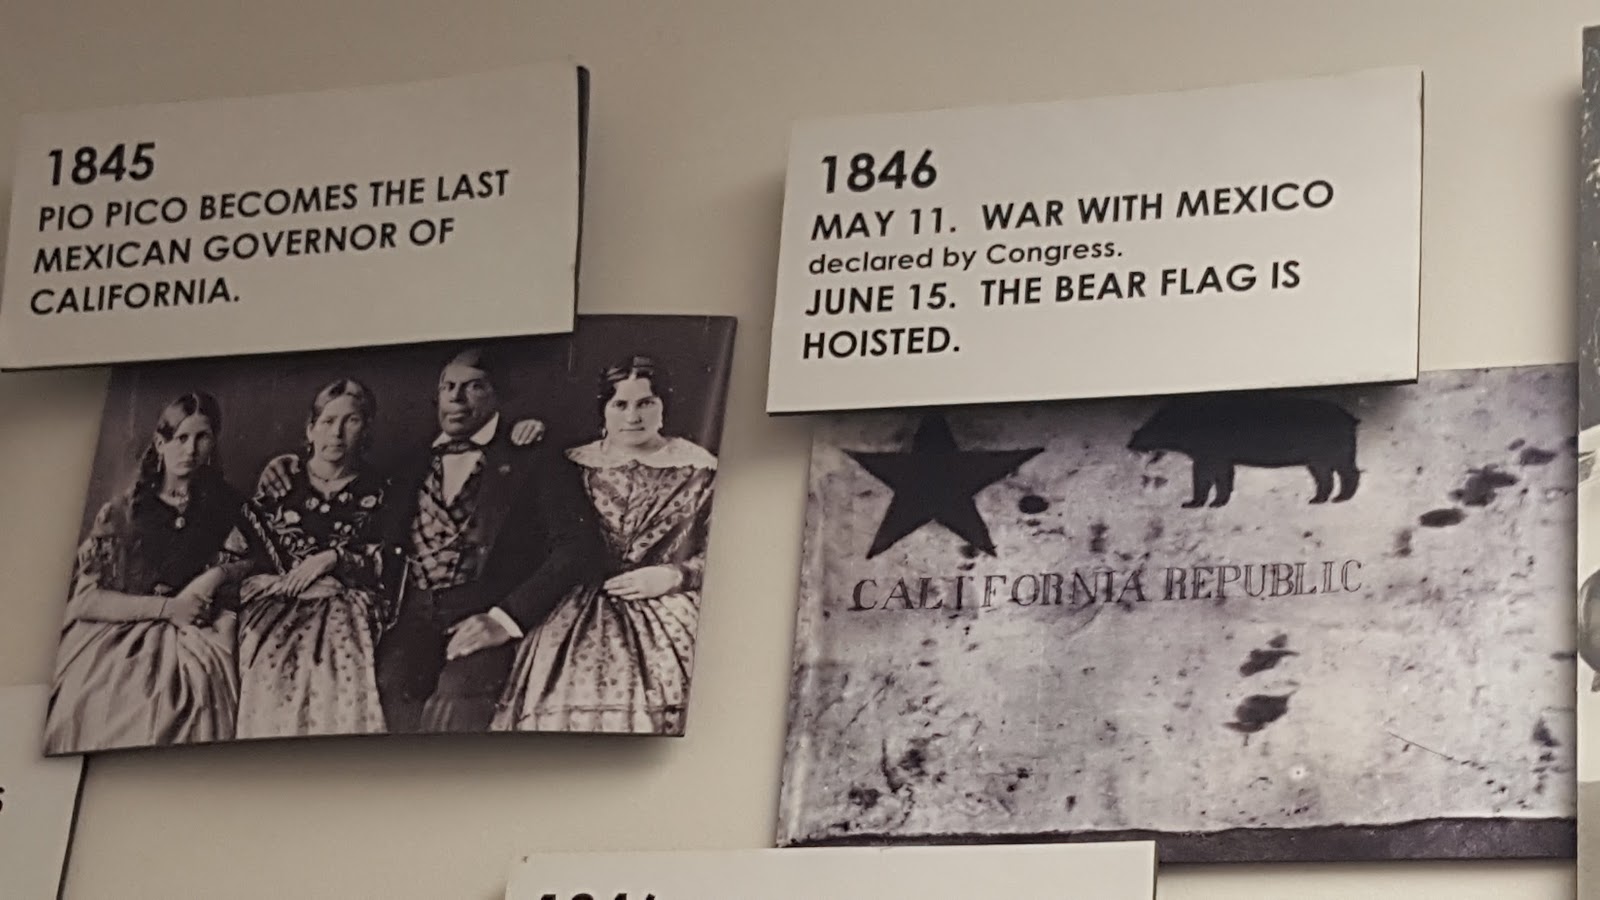 1845
PIO PICO BECOMES THE LAST
MEXICAN GOVERNOR OF
CALIFORNIA.
1846
MAY 11. WAR WITH MEXICO
declared by Congress.
JUNE 15. THE BEAR FLAG IS
HOISTED.
CALIFORNIA REPUBLIC